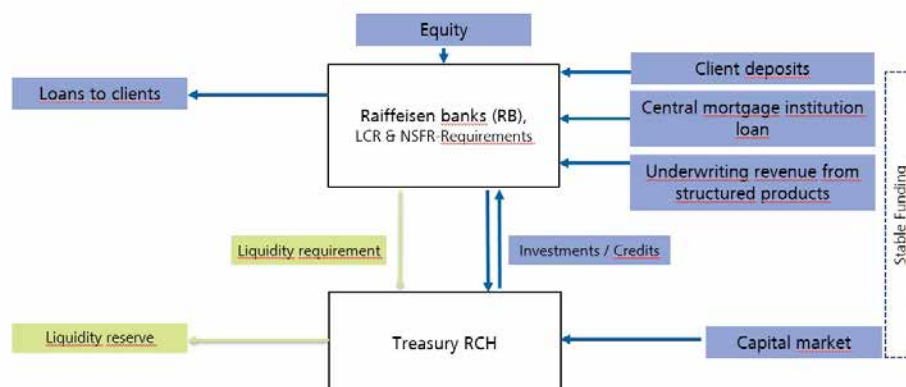 Equity
Client deposits
Loans to clients
Raiffeisen banks (RB),
LCR & NSFR-Requirements
Central mortgage institution
loan
Underwriting revenue from
structured products
Stable Funding
Liquidity requirement
Investments / Credits
Liquidity reserve
Treasury RCH
Capital market